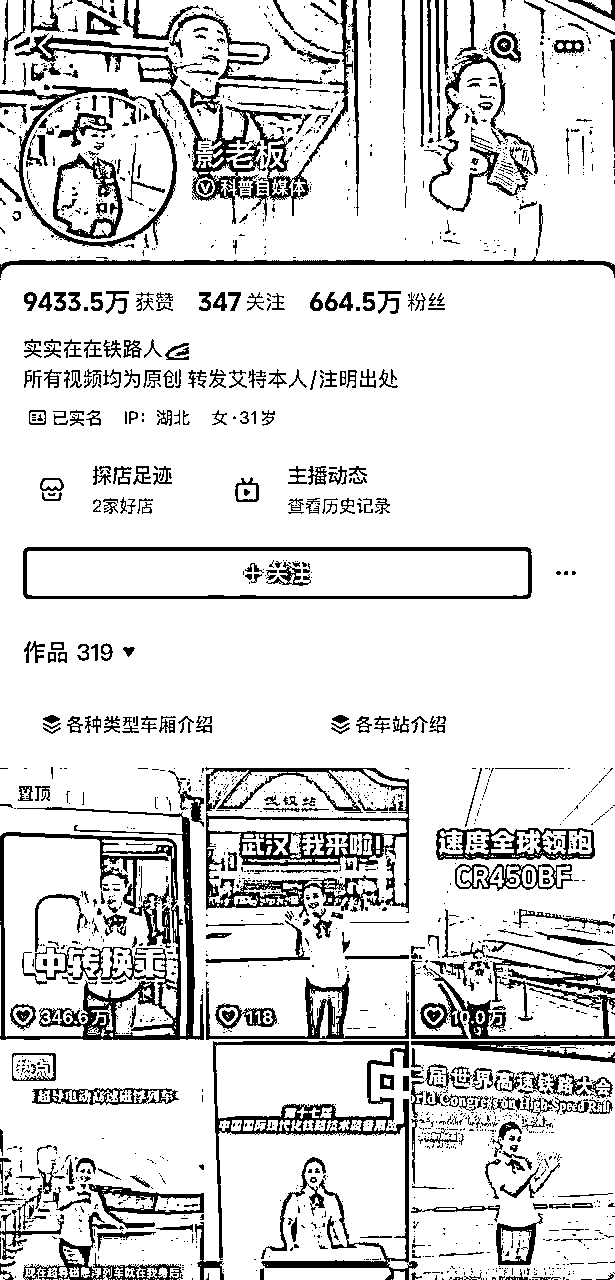 影老板
科普自媒体
9433.5万 获赞 347 关注 664.5万 粉丝
实实在在铁路人
所有视频均为原创 转发艾特本人/注明出处
已实名 IP：湖北 女·31岁
探店足迹 主播动态
2家好店 查看历史记录
关注
作品 319
各种类型车厢介绍 各车站介绍
置顶
中转换乘
346.6万
武汉站
武汉 我来啦！
118
速度全球领跑
CR450BF
10.0万
热点
超导电动高速磁浮列车
第十七届
中国国际现代化铁路技术装备展览
中
届世界高速铁路大会
rld Congress on High-Speed Rail